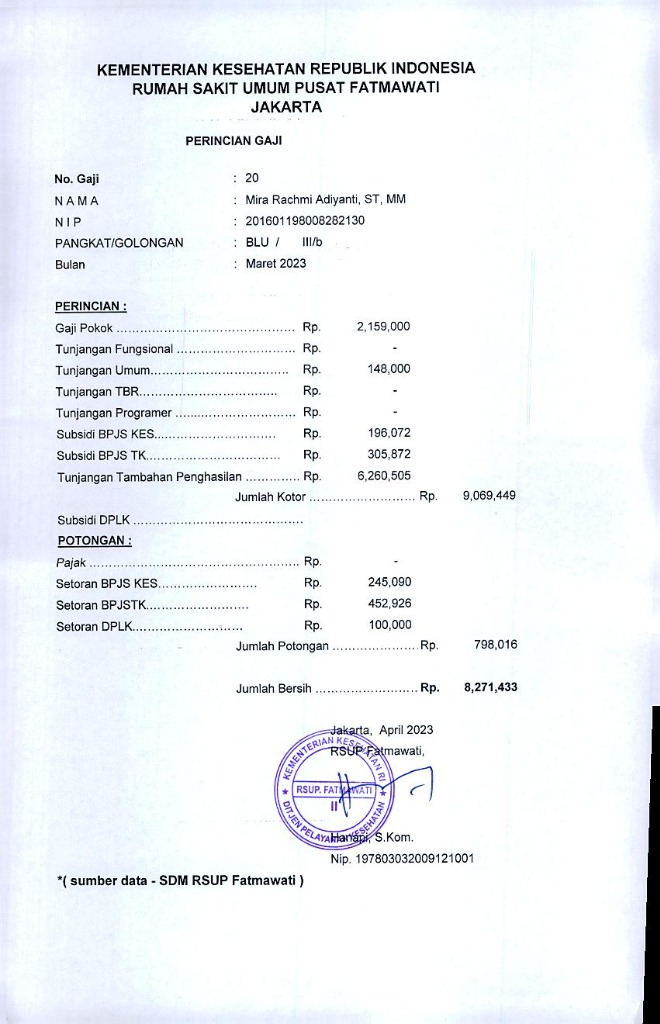 KEMENTERIAN KESEHATAN REPUBLIK INDONESIA
RUMAH SAKIT UMUM PUSAT FATMAWATI
JAKARTA
PERINCIAN GAJI
No. Gaji : 20
N A M A : Mira Rachmi Adiyanti, ST, MM
N I P : 201601198008282130
PANGKAT/GOLONGAN : BLU / III/b
Bulan : Maret 2023
PERINCIAN :
Gaji Pokok .............................................. Rp. 2,159,000
Tunjangan Fungsional ............................... Rp. -
Tunjangan Umum.................................... Rp. 148,000
Tunjangan TBR.................................... Rp. -
Tunjangan Programer ............................... Rp. -
Subsidi BPJS KES............................... Rp. 196,072
Subsidi BPJS TK................................... Rp. 305,872
Tunjangan Tambahan Penghasilan .............. Rp. 6,260,505
Jumlah Kotor ........................... Rp. 9,069,449
Subsidi DPLK ............................................
POTONGAN :
Pajak ...................................................... Rp. -
Setoran BPJS KES......................... Rp. 245,090
Setoran BPJSTK.......................... Rp. 452,926
Setoran DPLK............................ Rp. 100,000
Jumlah Potongan ...................... Rp. 798,016
Jumlah Bersih .......................... Rp. 8,271,433
Jakarta, April 2023
RSUP Fatmawati,
KEMENTERIAN KESEHATAN RI
RSUP. FATMAWATI
II
DITJEN PELAYANAN KESEHATAN
Hanapi, S.Kom.
Nip. 197803032009121001
*( sumber data - SDM RSUP Fatmawati )